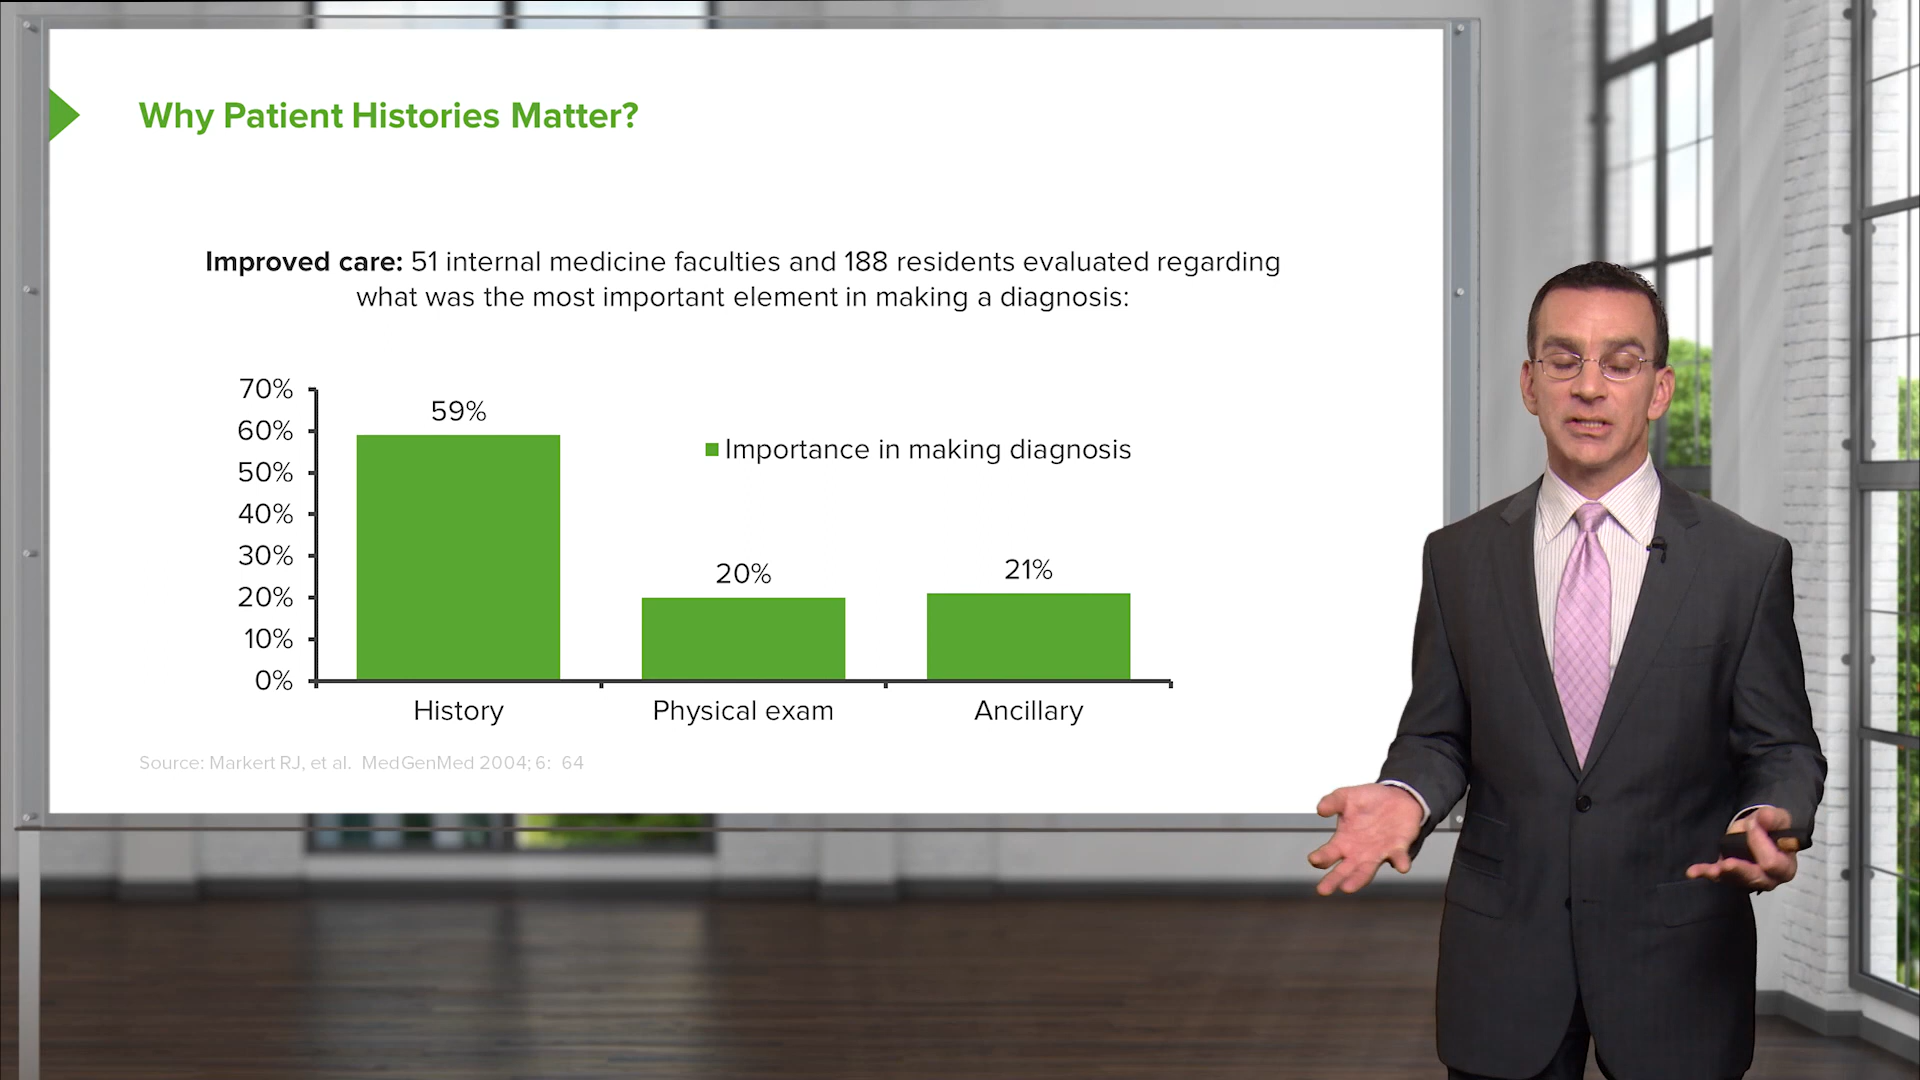 Why Patient Histories Matter?
Improved care: 51 internal medicine faculties and 188 residents evaluated regarding
what was the most important element in making a diagnosis:
70%
60%
50%
40%
30%
20%
10%
0%
59%
20%
21%
Importance in making diagnosis
History Physical exam Ancillary
Source: Markert RJ, et al. MedGenMed 2004; 6: 64